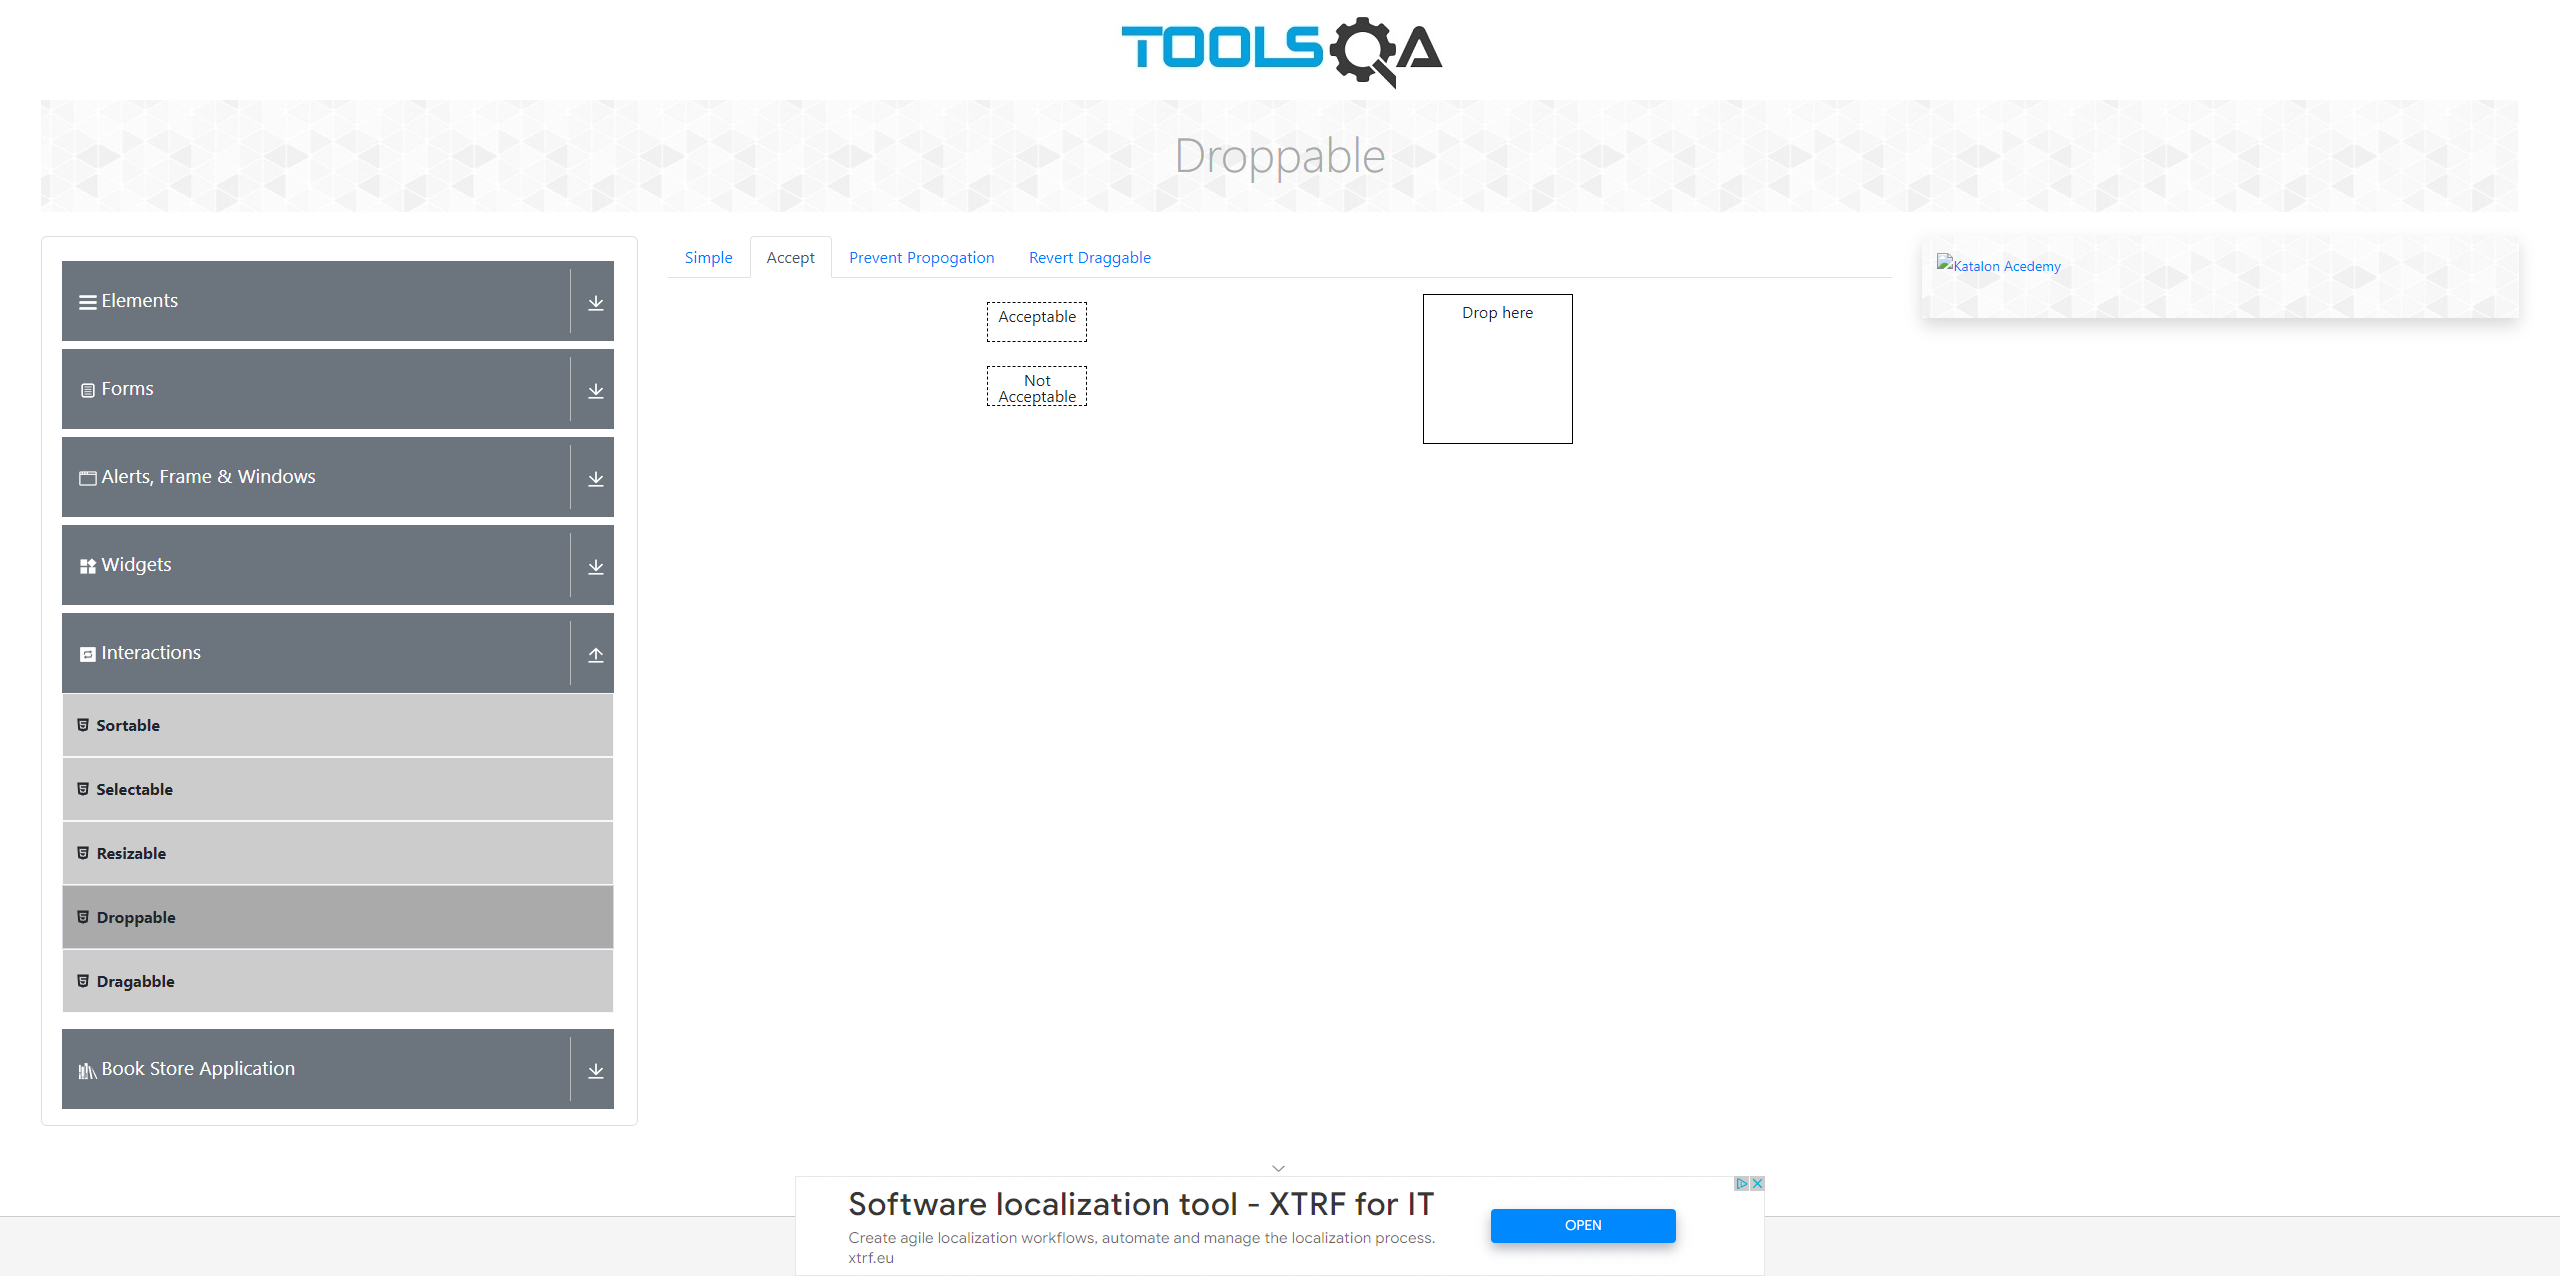 TOOLSQA
Droppable
Elements
Forms
Alerts, Frame & Windows
Widgets
Interactions
Sortable
Selectable
Resizable
Droppable
Dragabble
Book Store Application
Simple
Accept
Prevent Propogation
Revert Draggable
Acceptable
Not
Acceptable
Drop here
Katalon Acedemy
Software localization tool - XTRF for IT
Create agile localization workflows, automate and manage the localization process.
xtrf.eu
OPEN